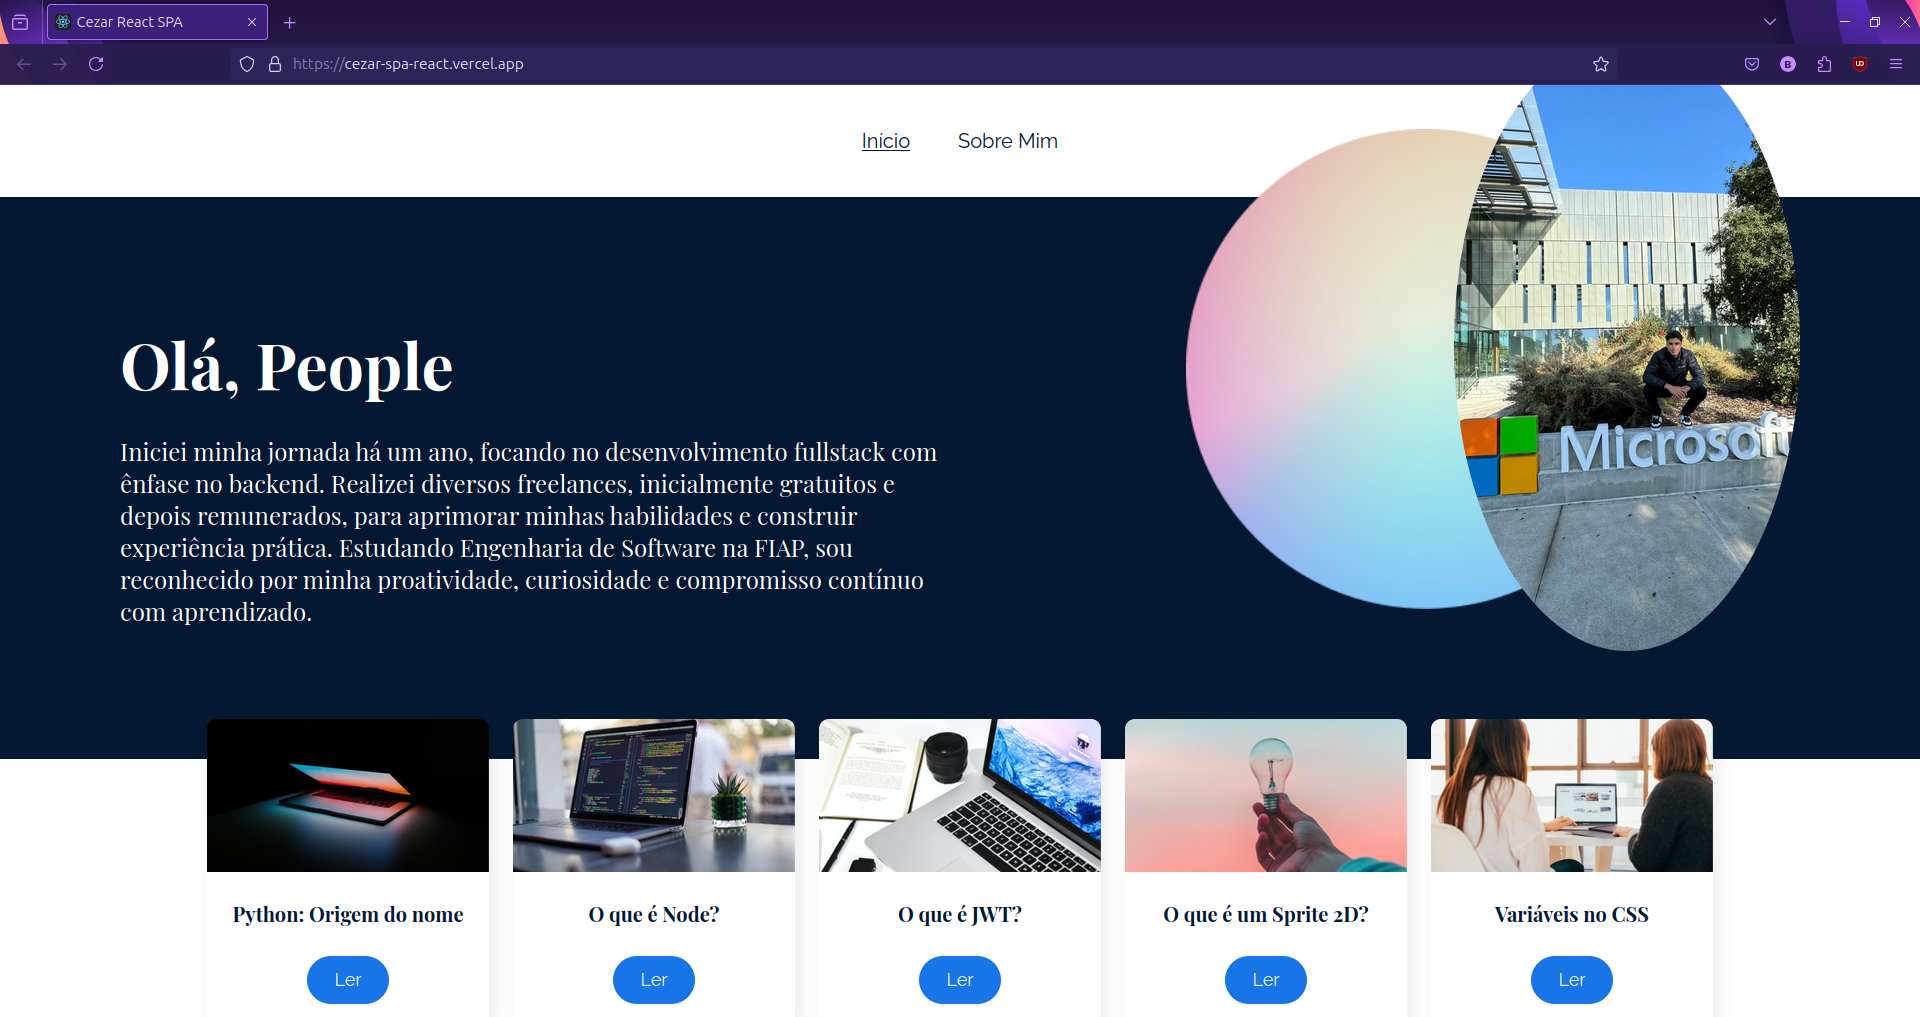 Cezar React SPA
https://cezar-spa-react.vercel.app
Início
Sobre Mim
Olá, People
Iniciei minha jornada há um ano, focando no desenvolvimento fullstack com
ênfase no backend. Realizei diversos freelances, inicialmente gratuitos e
depois remunerados, para aprimorar minhas habilidades e construir
experiência prática. Estudando Engenharia de Software na FIAP, sou
reconhecido por minha proatividade, curiosidade e compromisso contínuo
com aprendizado.
Microsoft
Python: Origem do nome
Ler
O que é Node?
Ler
O que é JWT?
Ler
O que é um Sprite 2D?
Ler
Variáveis no CSS
Ler